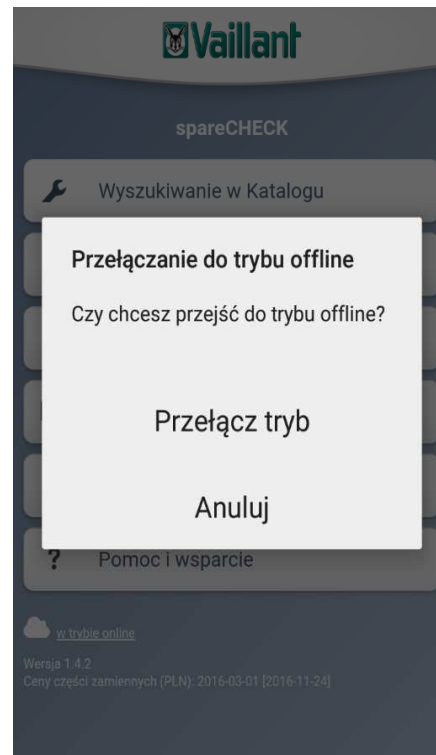 Vaillant
spareCHECK
Wyszukiwanie w Katalogu
Przełączanie do trybu offline
Czy chcesz przejść do trybu offline?
Przełącz tryb
Anuluj
? Pomoc i wsparcie
w trybie online
Wersja 1.4.2
Ceny części zamiennych (PLN): 2016-03-01 [2016-11-24]